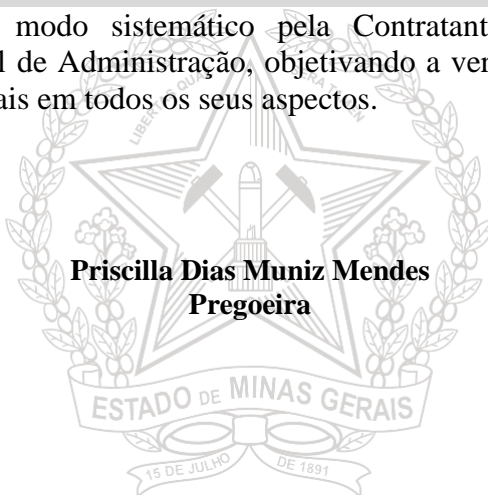 modo sistemático pela Contratant
l de Administração, objetivando a ver
ais em todos os seus aspectos.
Priscilla Dias Muniz Mendes
Pregoeira
ESTADO DE MINAS GERAIS
15 DE JULHO DE 1891